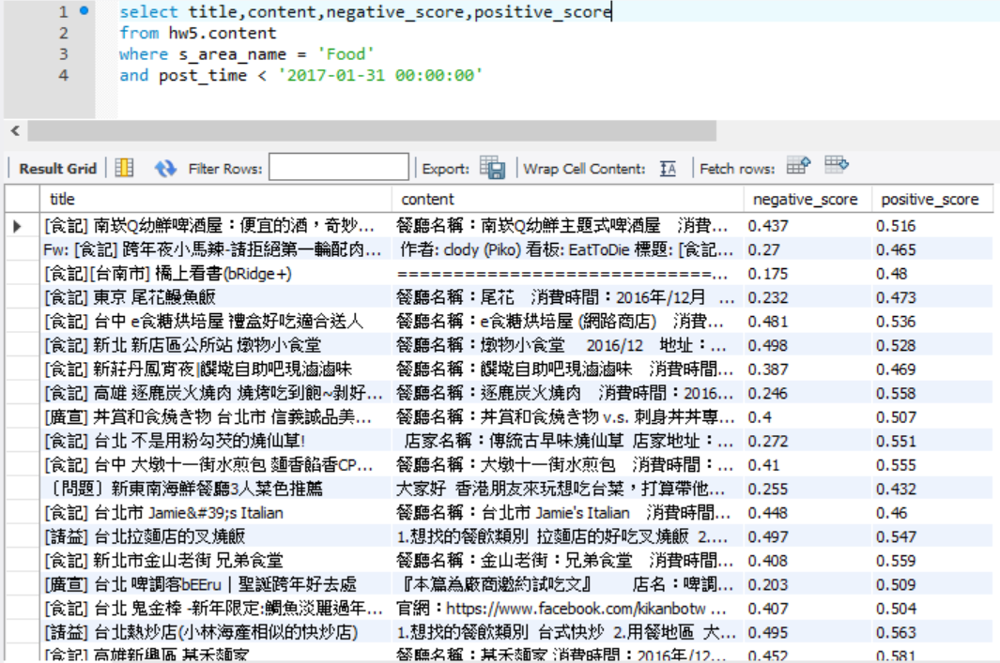 1 select title,content,negative_score,positive_score
2 from hw5.content
3 where s_area_name = 'Food'
4 and post_time < '2017-01-31 00:00:00'
Result Grid Filter Rows: Export: Wrap Cell Content: IA Fetch rows:
title content negative_score positive_score
[食記] 南崁Q幼鮮啤酒屋：便宜的酒，奇妙... 餐廳名稱：南崁Q幼鮮主題式啤酒屋 消費... 0.437 0.516
Fw: [食記] 跨年夜小馬辣-請拒絕第一輪配肉... 作者: clody (Piko) 看板: EatToDie 標題: [食記... 0.27 0.465
[食記][台南市] 橋上看書(bRidge+) ==============================... 0.175 0.48
[食記] 東京 尾花鰻魚飯 餐廳名稱：尾花 消費時間：2016年/12月 ... 0.232 0.473
[食記] 台中 e食糖烘培屋 禮盒好吃適合送人 餐廳名稱：e食糖烘培屋 (網路商店) 消費... 0.481 0.536
[食記] 新北 新店區公所站 燉物小食堂 餐廳名稱：燉物小食堂 2016/12 地址：... 0.498 0.528
[食記] 新莊丹鳳宵夜|饌墩自助吧現滷滷味 餐廳名稱：饌墩自助吧現滷滷味 消費時間... 0.387 0.469
[食記] 高雄 逐鹿炭火燒肉 燒烤吃到飽~剝好... 餐廳名稱：逐鹿炭火燒肉 消費時間：2016... 0.246 0.558
[廣宣] 丼賞和食燒き物 台北市 信義誠品美... 餐廳名稱：丼賞和食燒き物 v.s. 刺身丼丼專... 0.4 0.507
[食記] 台北 不是用粉勾芡的燒仙草! 店家名稱：傳統古早味燒仙草 店家地址：... 0.272 0.551
[食記] 台中 大墩十一街水煎包 麵香餡香CP... 餐廳名稱：大墩十一街水煎包 消費時間：... 0.41 0.555
〔問題〕新東南海鮮餐廳3人菜色推薦 大家好 香港朋友來玩想吃台菜，打算帶他... 0.255 0.432
[食記] 台北市 Jamie&#39;s Italian 餐廳名稱：台北市 Jamie's Italian 消費時間... 0.448 0.46
[請益] 台北拉麵店的叉燒飯 1.想找的餐飲類別 拉麵店的好吃叉燒飯 2.... 0.497 0.547
[食記] 新北市金山老街 兄弟食堂 餐廳名稱：金山老街：兄弟食堂 消費時間... 0.408 0.559
[廣宣] 台北 啤調客bEEru｜聖誕跨年好去處 『本篇為廠商邀約試吃文』 店名：啤調... 0.203 0.509
[食記] 台北 鬼金棒 -新年限定:鯛魚淡麗過年... 官網：https://www.facebook.com/kikanbotw ... 0.407 0.504
[請益] 台北熱炒店(小林海產相似的快炒店) 1.想找的餐飲類別 台式快炒 2.用餐地區 大... 0.495 0.563
[食記] 高雄新興區 某禾麵家 餐廳名稱：某禾麵家 消費時間：2016年/12... 0.452 0.581